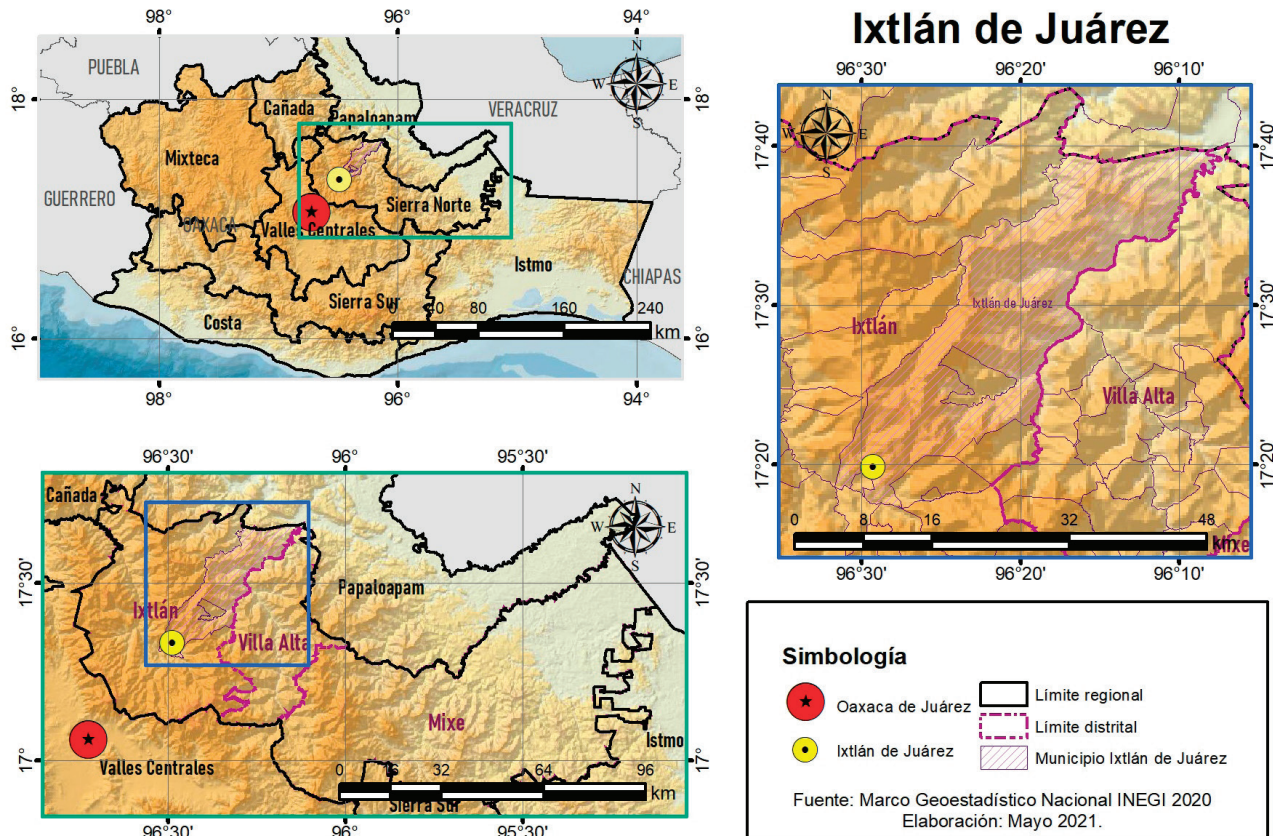 Ixtlán de Juárez
98° 96° 94°
18° 18°
16° 16°
98° 96° 94°
PUEBLA
VERACRUZ
GUERRERO
OAXACA
CHIAPAS
Cañada
Papaloapam
Mixteca
Sierra Norte
Valles Centrales
Istmo
Sierra Sur
Costa
N
W E
S
0 40 80 160 240
km
96°30' 96°20' 96°10'
17°40' 17°40'
17°30' 17°30'
17°20' 17°20'
96°30' 96°20' 96°10'
N
W E
S
Ixtlán de Juárez
Ixtlán
Villa Alta
Mixe
0 8 16 32 48
km
96°30' 96° 95°30'
17°30' 17°30'
17° 17°
96°30' 96° 95°30'
Cañada
N
W E
S
Papaloapam
Ixtlán
Villa Alta
Mixe
Istmo
Valles Centrales
Sierra Sur
0 16 32 64 96
km
Simbología
Oaxaca de Juárez
Ixtlán de Juárez
Límite regional
Límite distrital
Municipio Ixtlán de Juárez
Fuente: Marco Geoestadístico Nacional INEGI 2020
Elaboración: Mayo 2021.